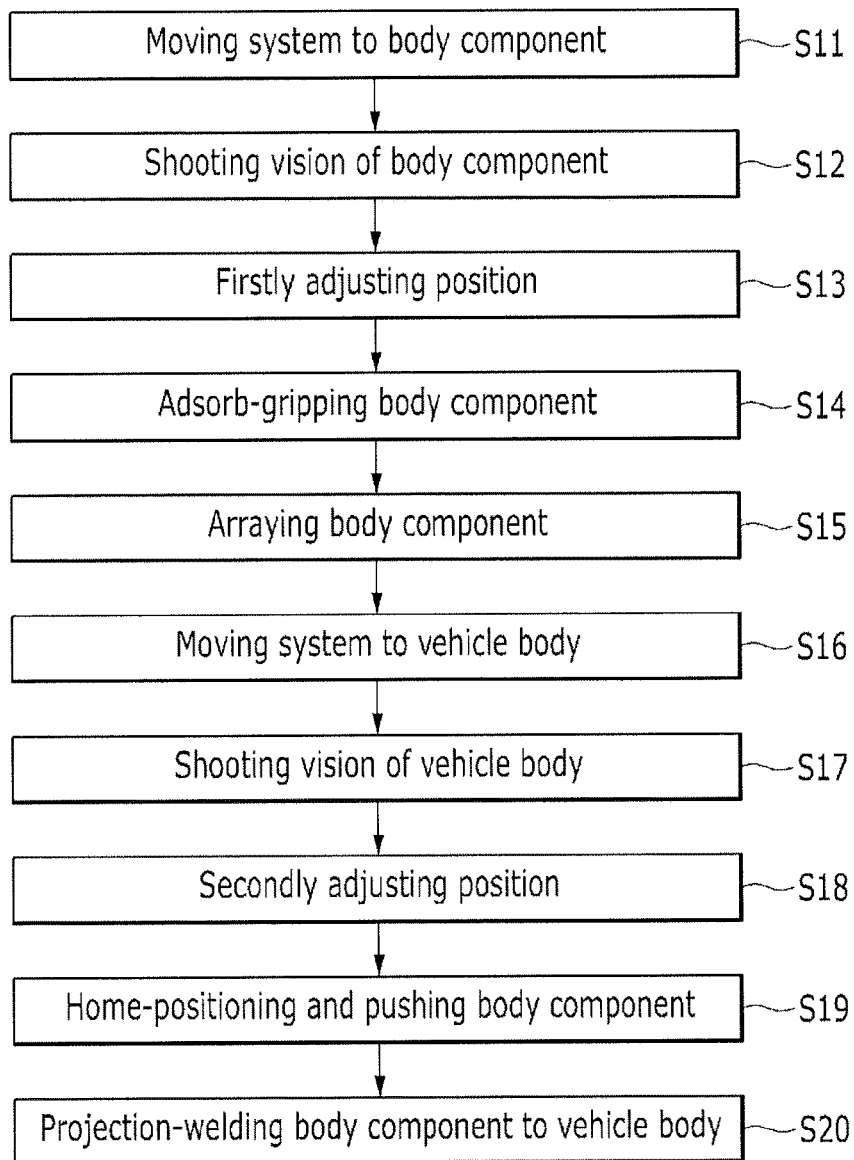 Moving system to body component S11
Shooting vision of body component S12
Firstly adjusting position S13
Adsorb-gripping body component S14
Arraying body component S15
Moving system to vehicle body S16
Shooting vision of vehicle body S17
Secondly adjusting position S18
Home-positioning and pushing body component S19
Projection-welding body component to vehicle body S20